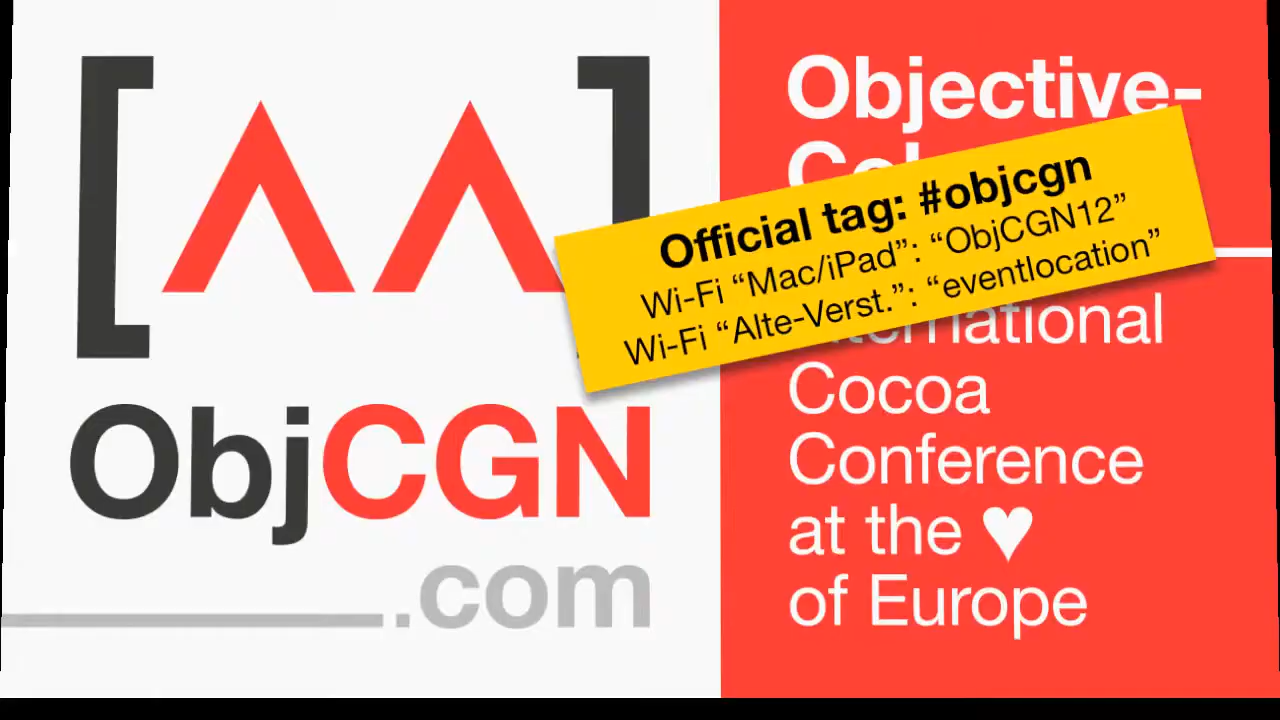 [^^]
ObjCGN
.com
Objective-
Official tag: #objcgn
Wi-Fi “Mac/iPad”: “ObjCGN12”
Wi-Fi “Alte-Verst.”: “eventlocation”
International
Cocoa
Conference
at the ♥
of Europe